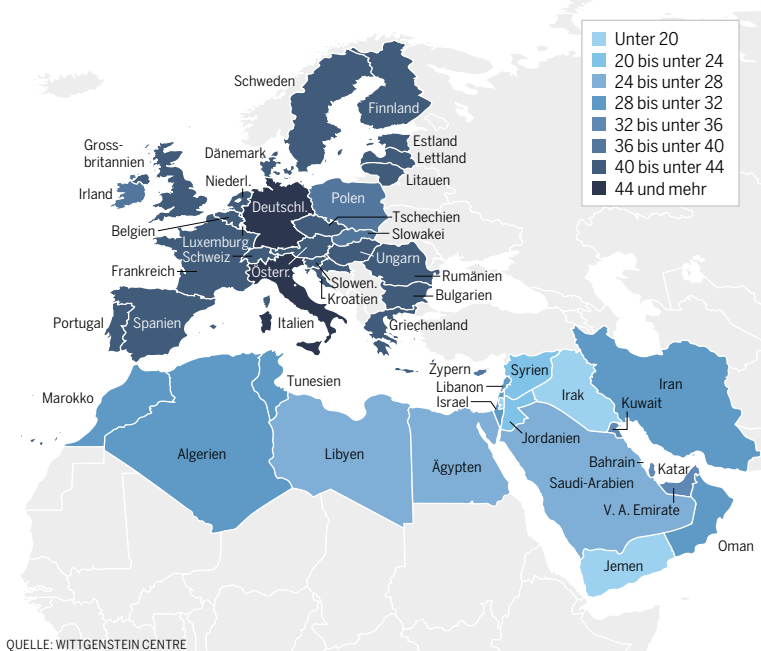 Unter 20
20 bis unter 24
24 bis unter 28
28 bis unter 32
32 bis unter 36
36 bis unter 40
40 bis unter 44
44 und mehr
Schweden
Finnland
Gross-
britannien
Dänemark
Estland
Lettland
Litauen
Irland
Niederl.
Deutschl.
Polen
Belgien
Tschechien
Luxemburg
Slowakei
Schweiz
Österr.
Ungarn
Frankreich
Slowen.
Kroatien
Rumänien
Bulgarien
Portugal
Spanien
Italien
Griechenland
Marokko
Tunesien
Źypern
Libanon
Israel
Syrien
Irak
Iran
Kuwait
Jordanien
Algerien
Libyen
Ägypten
Bahrain
Katar
Saudi-Arabien
V. A. Emirate
Oman
Jemen
QUELLE: WITTGENSTEIN CENTRE